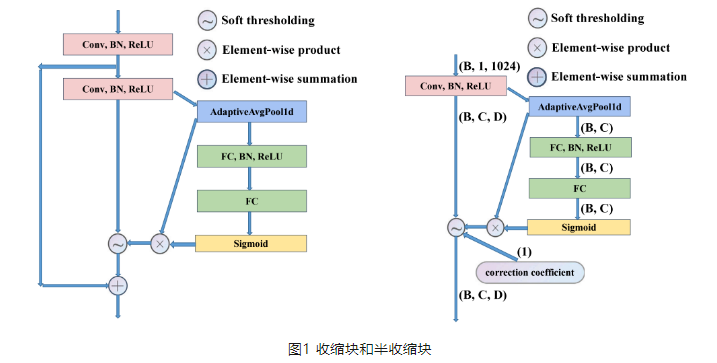 Soft thresholding
Conv, BN, ReLU
Element-wise product
Element-wise summation
Conv, BN, ReLU
AdaptiveAvgPool1d
FC, BN, ReLU
FC
Sigmoid
Soft thresholding
Element-wise product
(B, 1, 1024)
Element-wise summation
Conv, BN, ReLU
AdaptiveAvgPool1d
(B, C, D)
(B, C)
FC, BN, ReLU
(B, C)
FC
(B, C)
Sigmoid
(1)
correction coefficient
(B, C, D)
图1 收缩块和半收缩块